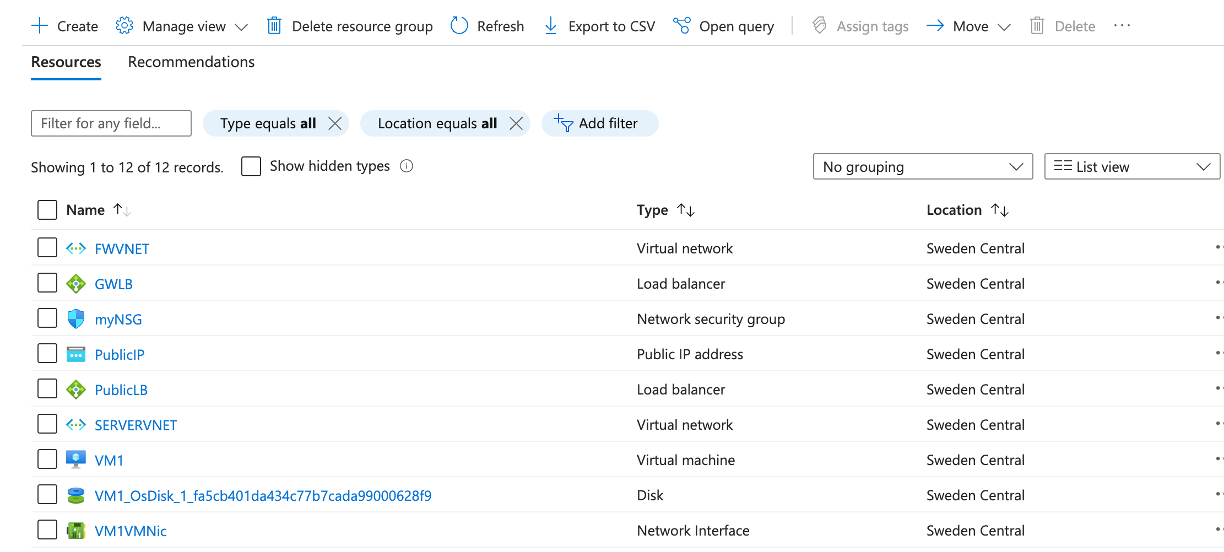 Create Manage view Delete resource group Refresh Export to CSV Open query Assign tags Move Delete
Resources Recommendations
Filter for any field... Type equals all Location equals all Add filter
Showing 1 to 12 of 12 records. Show hidden types No grouping List view
Name Type Location
FWVNET Virtual network Sweden Central
GWLB Load balancer Sweden Central
myNSG Network security group Sweden Central
PublicIP Public IP address Sweden Central
PublicLB Load balancer Sweden Central
SERVERVNET Virtual network Sweden Central
VM1 Virtual machine Sweden Central
VM1_OsDisk_1_fa5cb401da434c77b7cada99000628f9 Disk Sweden Central
VM1VMNic Network Interface Sweden Central